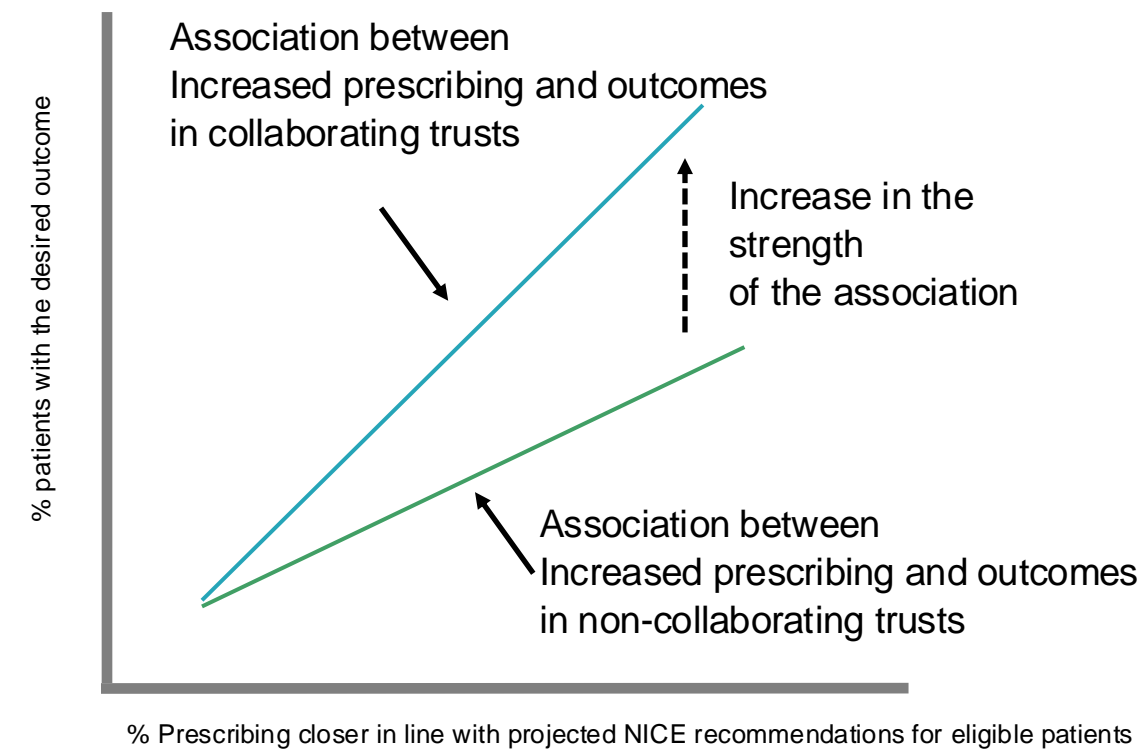 Association between
Increased prescribing and outcomes
in collaborating trusts
% patients with the desired outcome
Increase in the
strength
of the association
Association between
Increased prescribing and outcomes
in non-collaborating trusts
% Prescribing closer in line with projected NICE recommendations for eligible patients